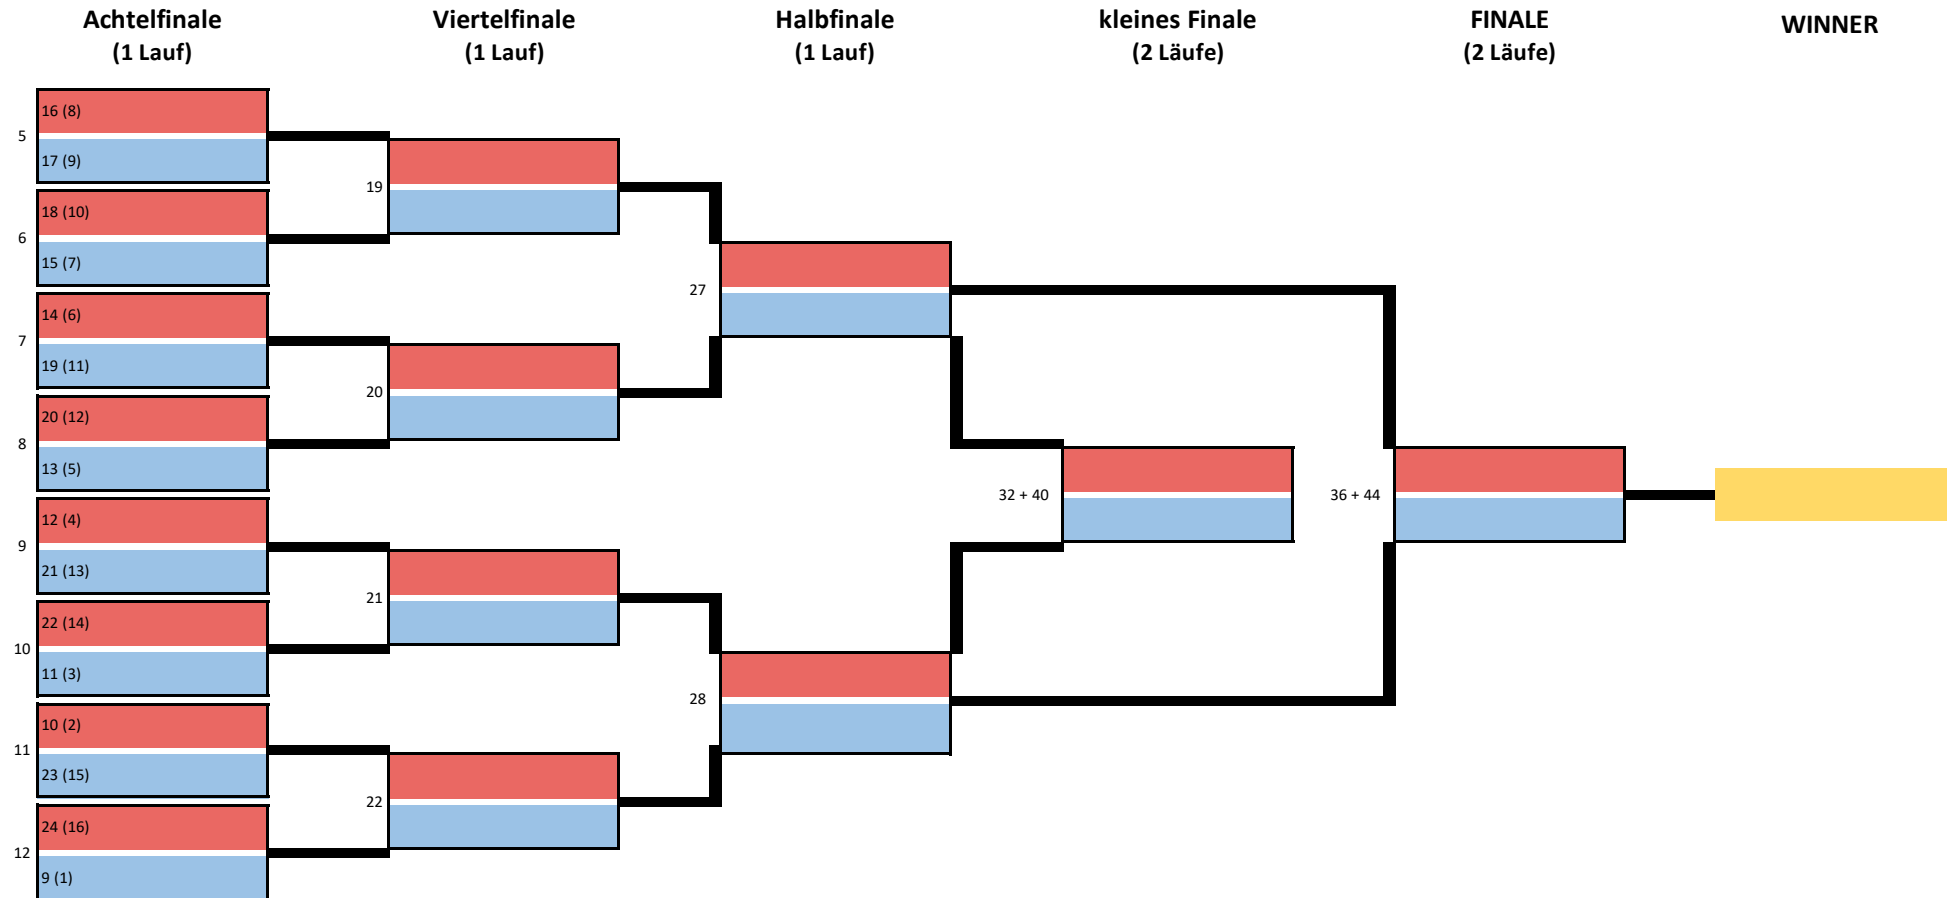 Achtelfinale
(1 Lauf)
Viertelfinale
(1 Lauf)
Halbfinale
(1 Lauf)
kleines Finale
(2 Läufe)
FINALE
(2 Läufe)
WINNER
5
16 (8)
17 (9)
6
18 (10)
15 (7)
7
14 (6)
19 (11)
8
20 (12)
13 (5)
9
12 (4)
21 (13)
10
22 (14)
11 (3)
11
10 (2)
23 (15)
12
24 (16)
9 (1)
19
20
21
22
27
28
32 + 40
36 + 44